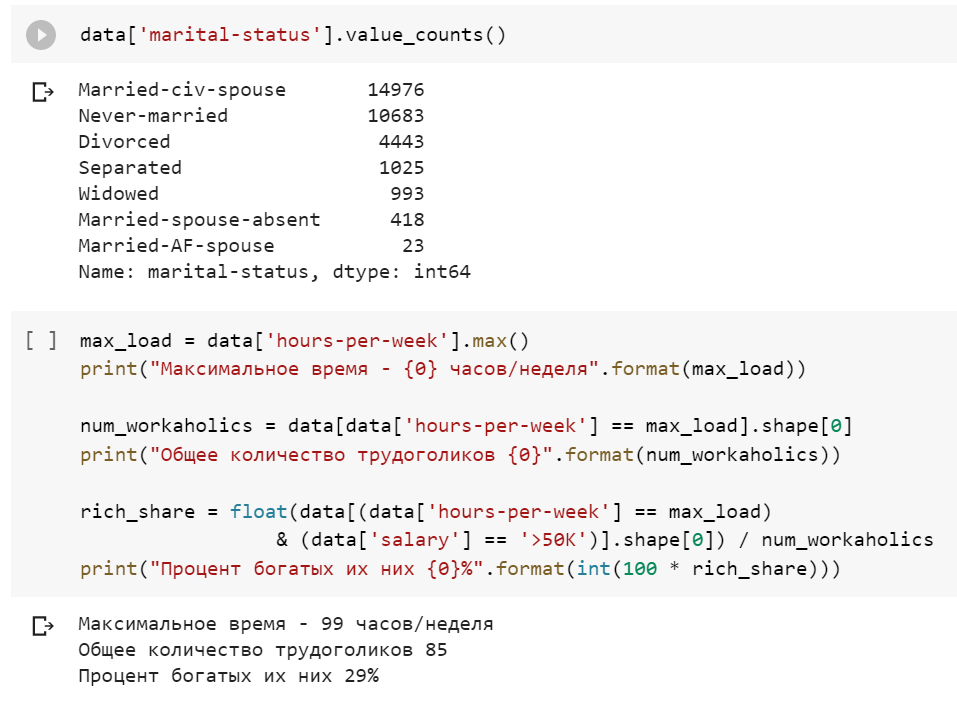 data['marital-status'].value_counts()
Married-civ-spouse 14976
Never-married 10683
Divorced 4443
Separated 1025
Widowed 993
Married-spouse-absent 418
Married-AF-spouse 23
Name: marital-status, dtype: int64
[ ] max_load = data['hours-per-week'].max()
print("Максимальное время - {0} часов/неделя".format(max_load))
num_workaholics = data[data['hours-per-week'] == max_load].shape[0]
print("Общее количество трудоголиков {0}".format(num_workaholics))
rich_share = float(data[(data['hours-per-week'] == max_load)
& (data['salary'] == '>50K')].shape[0]) / num_workaholics
print("Процент богатых их них {0}%".format(int(100 * rich_share)))
Максимальное время - 99 часов/неделя
Общее количество трудоголиков 85
Процент богатых их них 29%